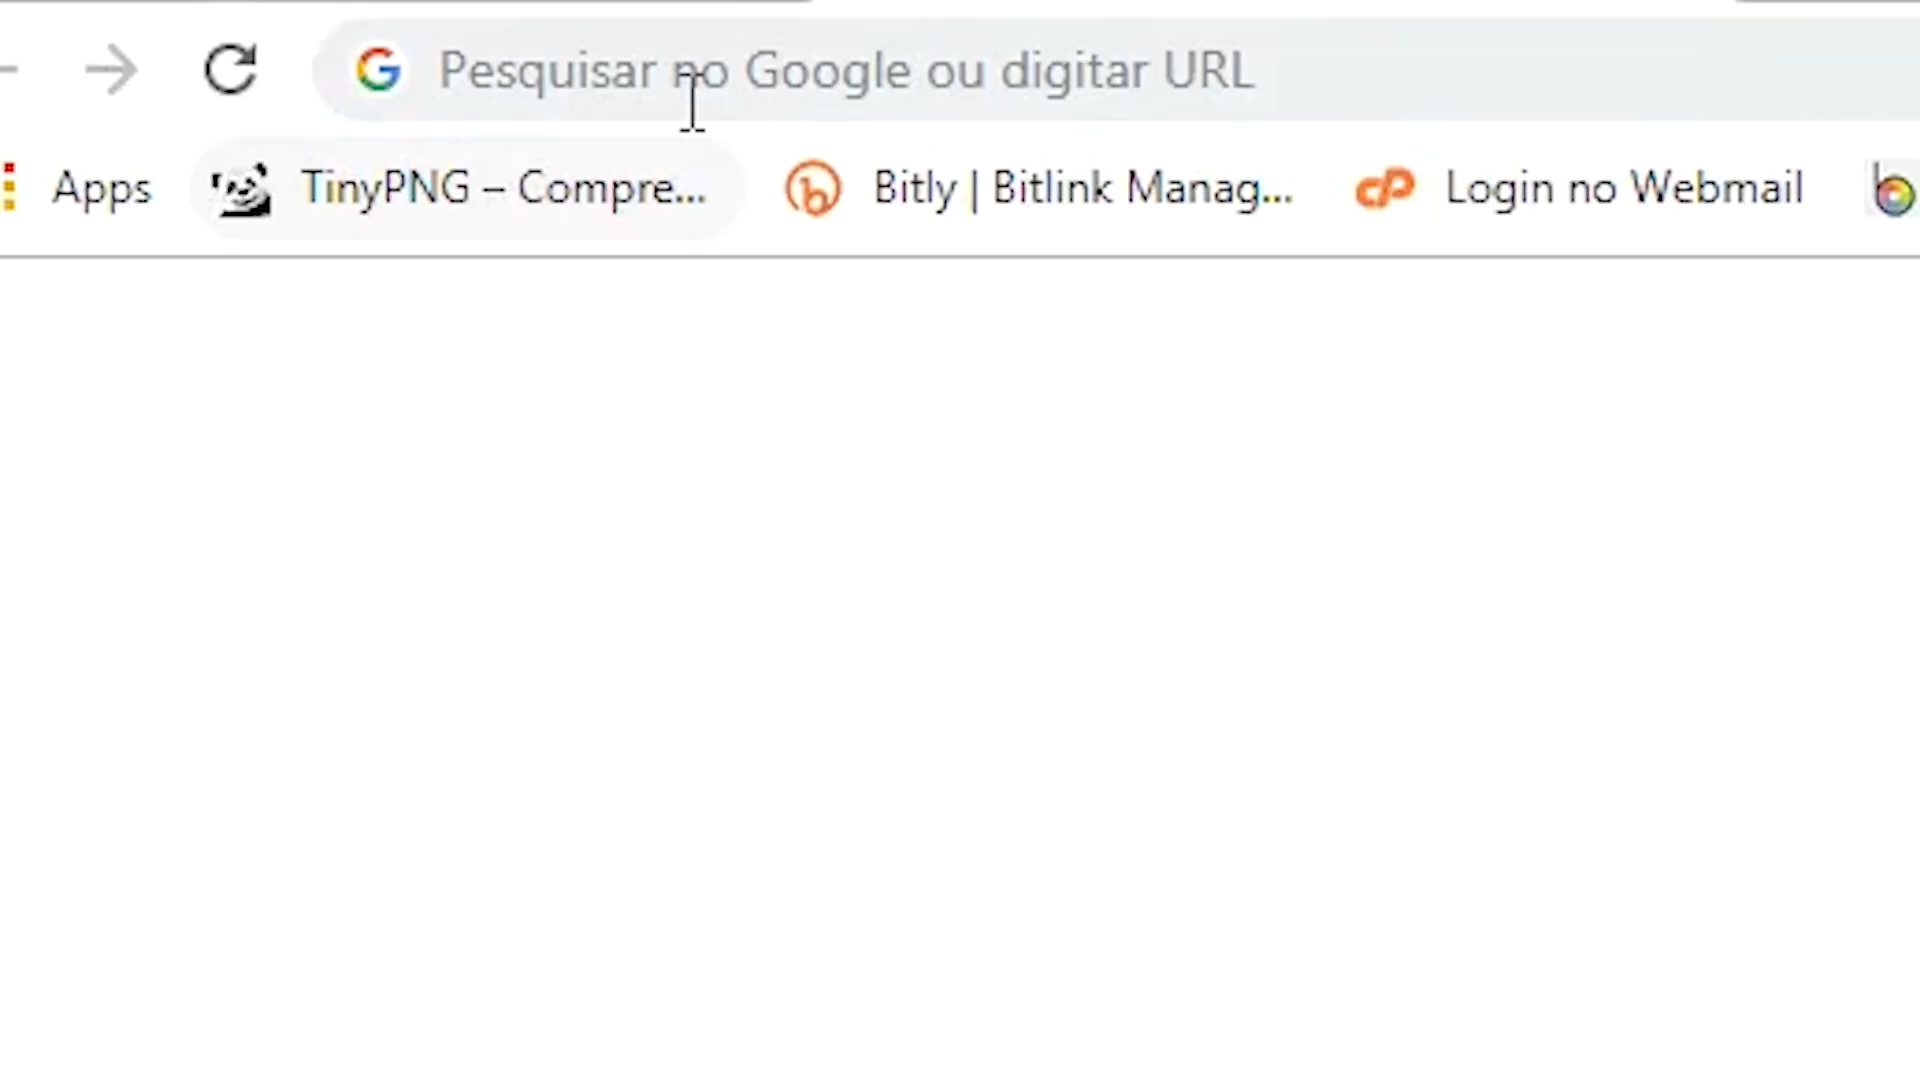 Pesquisar no Google ou digitar URL
Apps TinyPNG – Compre... Bitly | Bitlink Manag... Login no Webmail